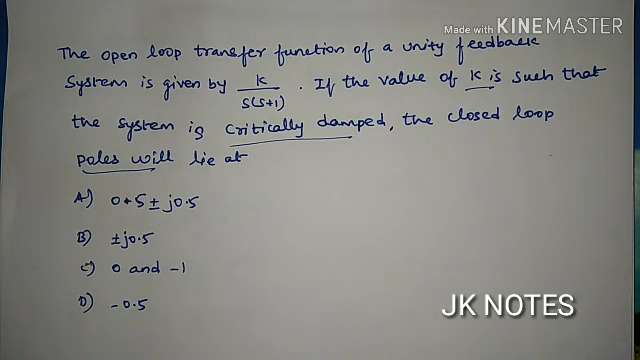 Made with KINEMASTER
The open loop transfer function of a unity feedback
system is given by K / S(S+1) . If the value of K is such that
the system is critically damped, the closed loop
poles will lie at
A) 0.5 ± j0.5
B) ±j0.5
C) 0 and -1
D) -0.5
JK NOTES